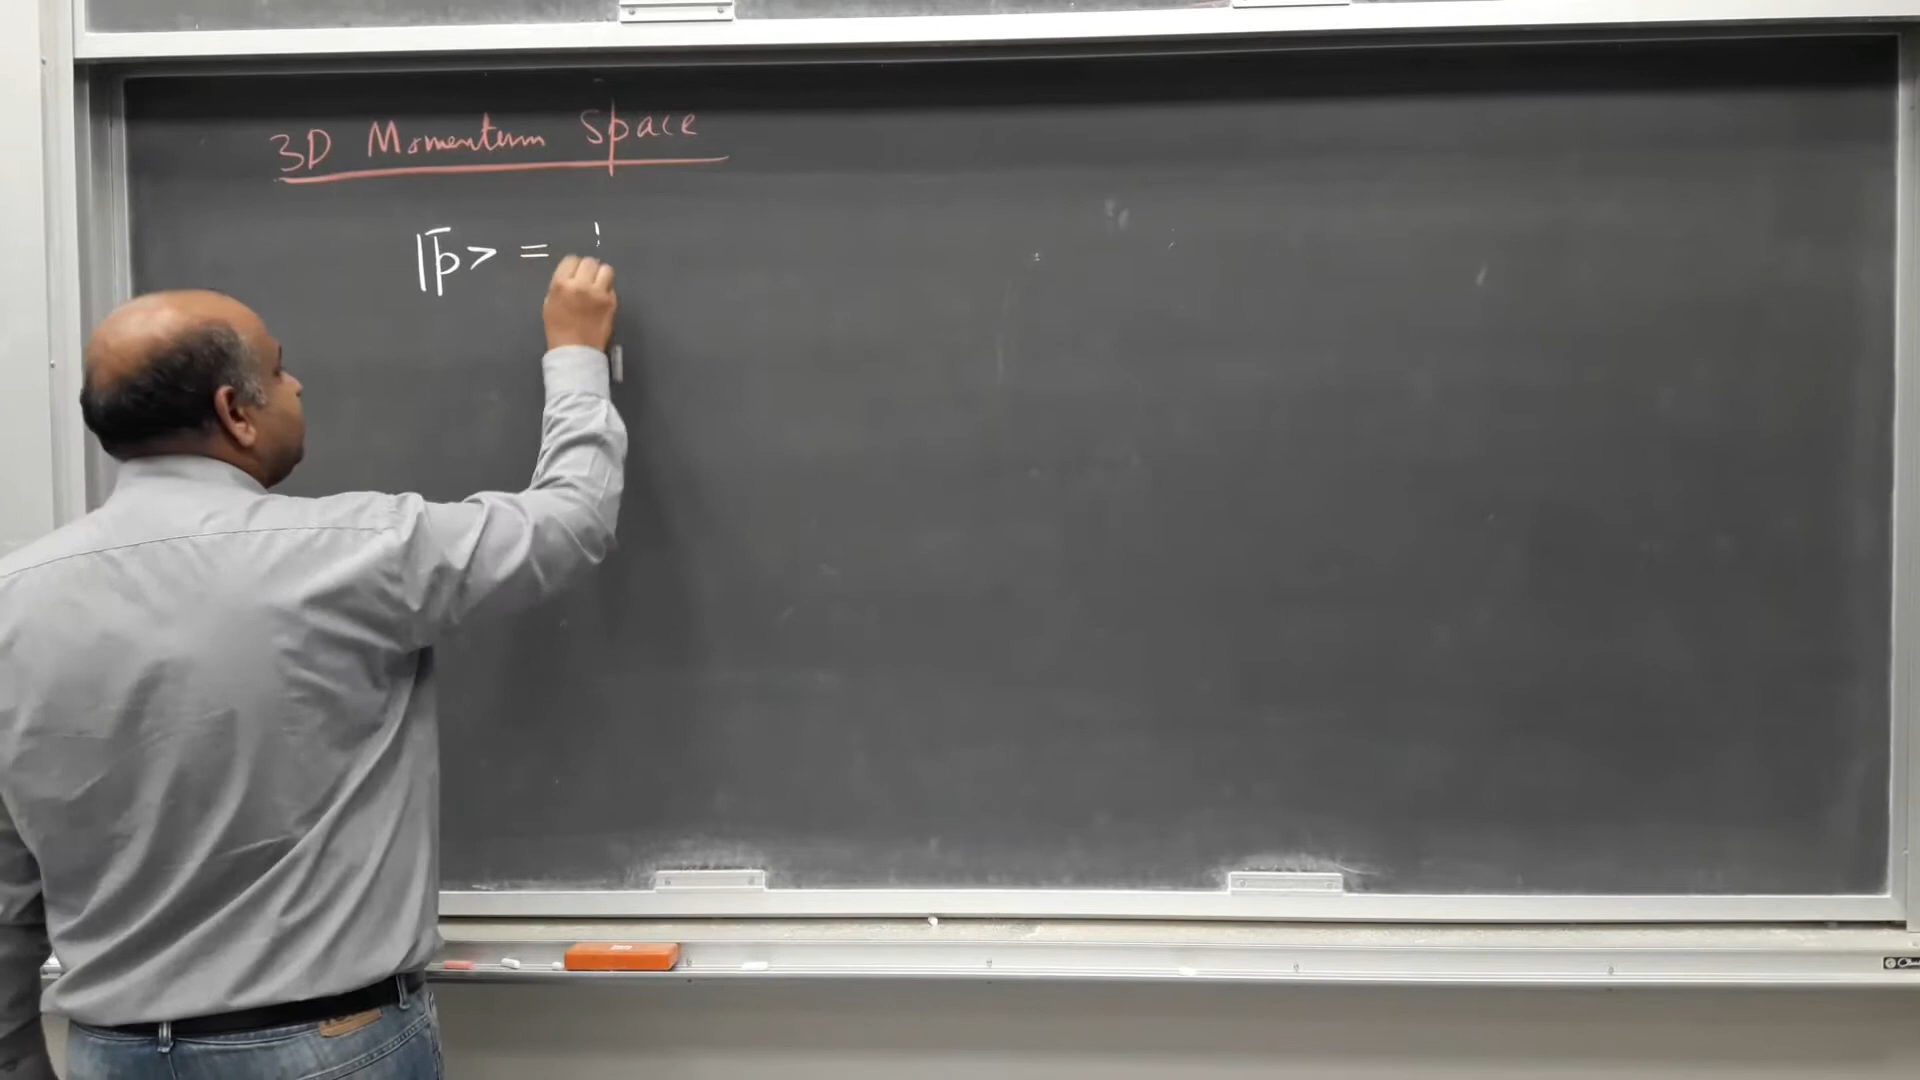 3D Momentum Space
|p̄> =